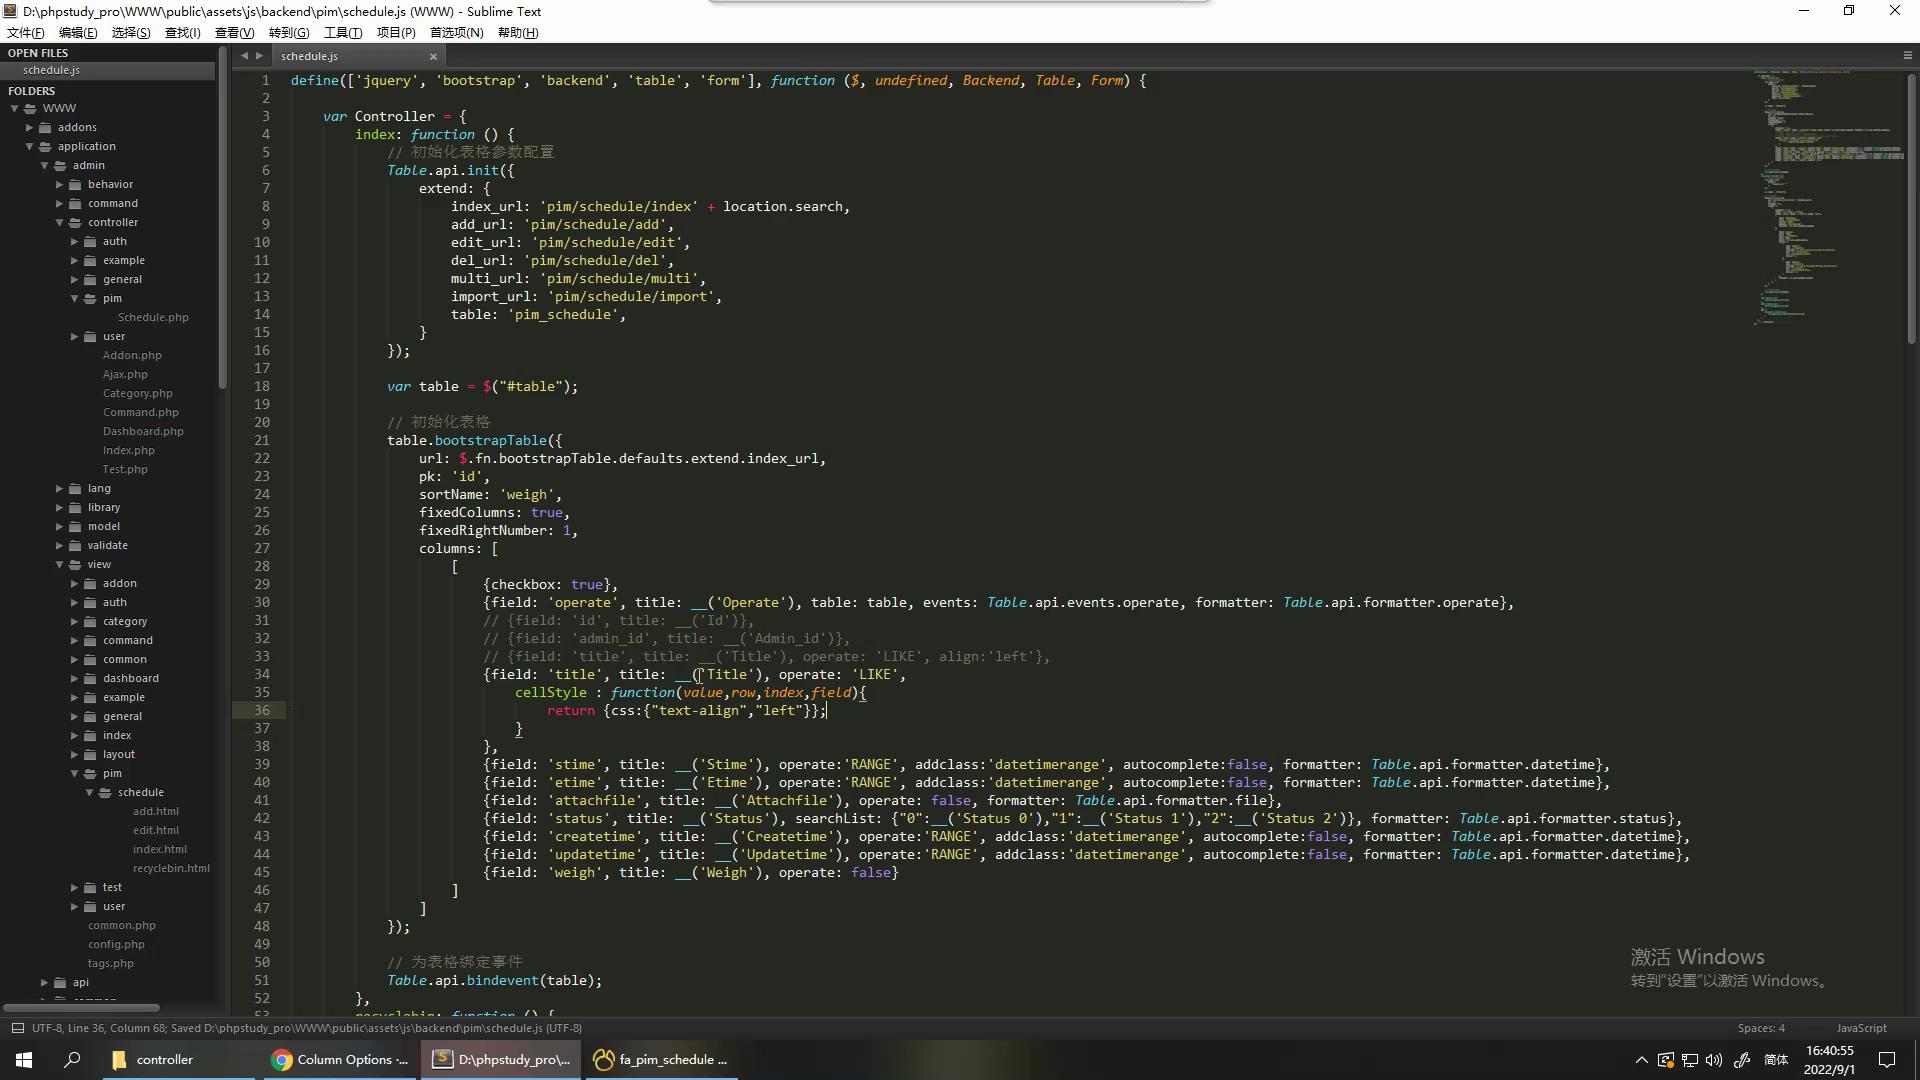 D:\phpstudy_pro\WWW\public\assets\js\backend\pim\schedule.js (WWW) - Sublime Text
文件(F) 编辑(E) 选择(S) 查找(I) 查看(V) 转到(G) 工具(T) 项目(P) 首选项(N) 帮助(H)
OPEN FILES
schedule.js
FOLDERS
WWW
addons
application
admin
behavior
command
controller
auth
example
general
pim
Schedule.php
user
Addon.php
Ajax.php
Category.php
Command.php
Dashboard.php
Index.php
Test.php
lang
library
model
validate
view
addon
auth
category
command
common
dashboard
example
general
index
layout
pim
schedule
add.html
edit.html
index.html
recyclebin.html
test
user
common.php
config.php
tags.php
api
schedule.js
1 define(['jquery', 'bootstrap', 'backend', 'table', 'form'], function ($, undefined, Backend, Table, Form) {
2
3 var Controller = {
4 index: function () {
5 // 初始化表格参数配置
6 Table.api.init({
7 extend: {
8 index_url: 'pim/schedule/index' + location.search,
9 add_url: 'pim/schedule/add',
10 edit_url: 'pim/schedule/edit',
11 del_url: 'pim/schedule/del',
12 multi_url: 'pim/schedule/multi',
13 import_url: 'pim/schedule/import',
14 table: 'pim_schedule',
15 }
16 });
17
18 var table = $("#table");
19
20 // 初始化表格
21 table.bootstrapTable({
22 url: $.fn.bootstrapTable.defaults.extend.index_url,
23 pk: 'id',
24 sortName: 'weigh',
25 fixedColumns: true,
26 fixedRightNumber: 1,
27 columns: [
28 [
29 {checkbox: true},
30 {field: 'operate', title: __('Operate'), table: table, events: Table.api.events.operate, formatter: Table.api.formatter.operate},
31 // {field: 'id', title: __('Id')},
32 // {field: 'admin_id', title: __('Admin_id')},
33 // {field: 'title', title: __('Title'), operate: 'LIKE', align:'left'},
34 {field: 'title', title: __('Title'), operate: 'LIKE',
35 cellStyle : function(value,row,index,field){
36 return {css:{"text-align","left"}};
37 }
38 },
39 {field: 'stime', title: __('Stime'), operate:'RANGE', addclass:'datetimerange', autocomplete:false, formatter: Table.api.formatter.datetime},
40 {field: 'etime', title: __('Etime'), operate:'RANGE', addclass:'datetimerange', autocomplete:false, formatter: Table.api.formatter.datetime},
41 {field: 'attachfile', title: __('Attachfile'), operate: false, formatter: Table.api.formatter.file},
42 {field: 'status', title: __('Status'), searchList: {"0":__('Status 0'),"1":__('Status 1'),"2":__('Status 2')}, formatter: Table.api.formatter.status},
43 {field: 'createtime', title: __('Createtime'), operate:'RANGE', addclass:'datetimerange', autocomplete:false, formatter: Table.api.formatter.datetime},
44 {field: 'updatetime', title: __('Updatetime'), operate:'RANGE', addclass:'datetimerange', autocomplete:false, formatter: Table.api.formatter.datetime},
45 {field: 'weigh', title: __('Weigh'), operate: false}
46 ]
47 ]
48 });
49
50 // 为表格绑定事件
51 Table.api.bindevent(table);
52 },
53 recyclebin: function () {
激活 Windows
转到"设置"以激活 Windows。
UTF-8, Line 36, Column 68; Saved D:\phpstudy_pro\WWW\public\assets\js\backend\pim\schedule.js (UTF-8)
Spaces: 4
JavaScript
controller
Column Options ·...
D:\phpstudy_pro\...
fa_pim_schedule ...
简体
16:40:55
2022/9/1